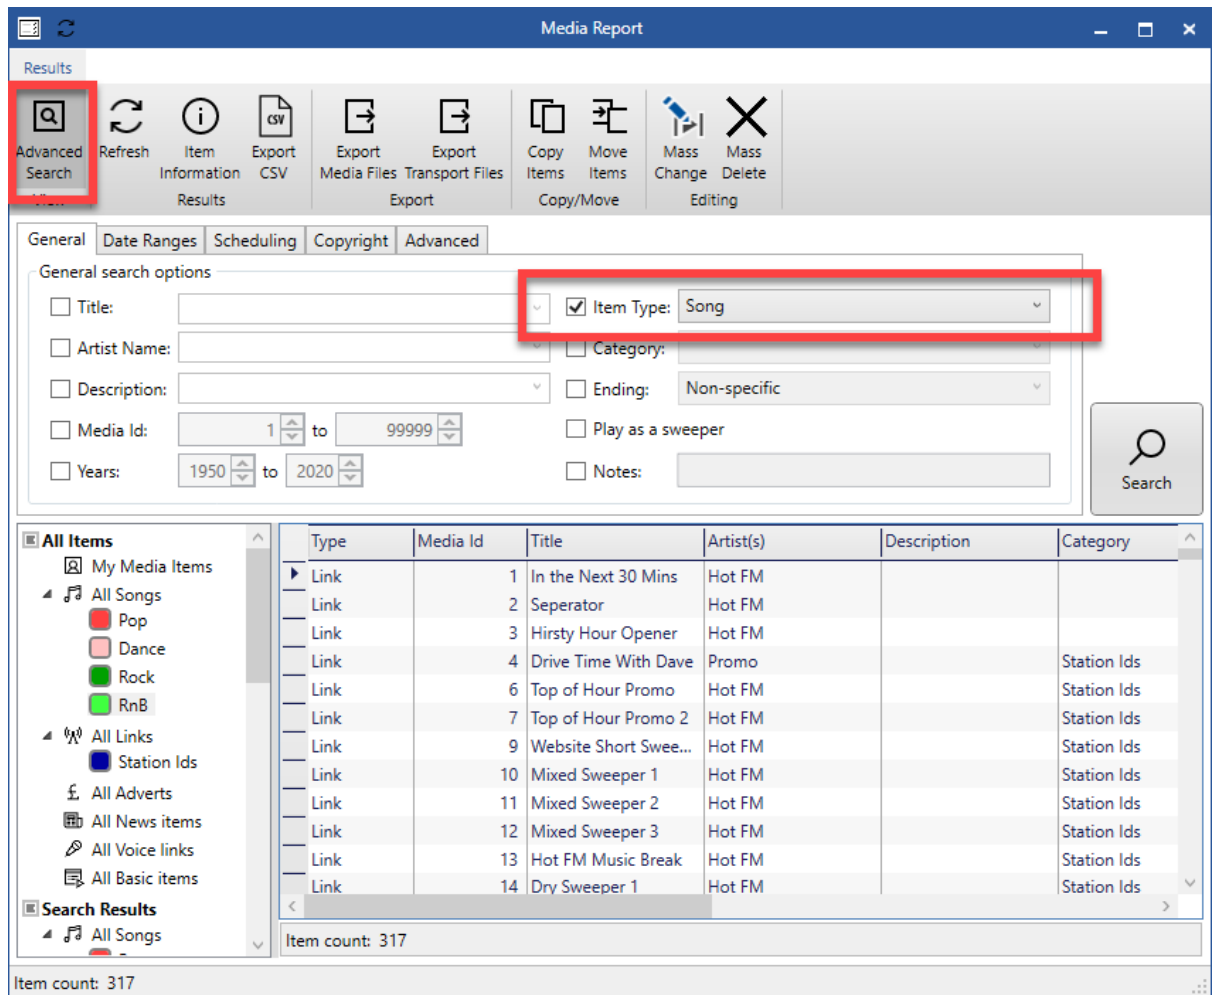 Media Report
Results
Advanced Search
Refresh
Item Information
Export CSV
Export Media Files
Export Transport Files
Copy Items
Move Items
Mass Change
Mass Delete
View
Results
Export
Copy/Move
Editing
General Date Ranges Scheduling Copyright Advanced
General search options
Title:
Item Type: Song
Artist Name:
Category:
Description:
Ending: Non-specific
Media Id: 1 to 99999
Play as a sweeper
Years: 1950 to 2020
Notes:
Search
All Items
My Media Items
All Songs
Pop
Dance
Rock
RnB
All Links
Station Ids
All Adverts
All News items
All Voice links
All Basic items
Search Results
All Songs
Type Media Id Title Artist(s) Description Category
Link 1 In the Next 30 Mins Hot FM
Link 2 Seperator Hot FM
Link 3 Hirsty Hour Opener Hot FM
Link 4 Drive Time With Dave Promo Station Ids
Link 6 Top of Hour Promo Hot FM Station Ids
Link 7 Top of Hour Promo 2 Hot FM Station Ids
Link 9 Website Short Swee... Hot FM Station Ids
Link 10 Mixed Sweeper 1 Hot FM Station Ids
Link 11 Mixed Sweeper 2 Hot FM Station Ids
Link 12 Mixed Sweeper 3 Hot FM Station Ids
Link 13 Hot FM Music Break Hot FM Station Ids
Link 14 Dry Sweeper 1 Hot FM Station Ids
Item count: 317
Item count: 317